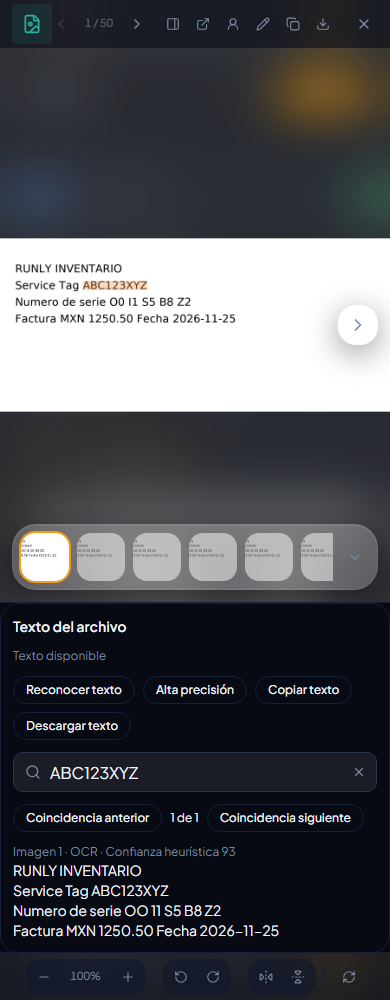 1 / 50
RUNLY INVENTARIO
Service Tag ABC123XYZ
Numero de serie O0 I1 S5 B8 Z2
Factura MXN 1250.50 Fecha 2026-11-25
Texto del archivo
Texto disponible
Reconocer texto
Alta precisión
Copiar texto
Descargar texto
ABC123XYZ
Coincidencia anterior
1 de 1
Coincidencia siguiente
Imagen 1 · OCR · Confianza heurística 93
RUNLY INVENTARIO
Service Tag ABC123XYZ
Numero de serie OO 11 S5 B8 Z2
Factura MXN 1250.50 Fecha 2026-11-25
100%